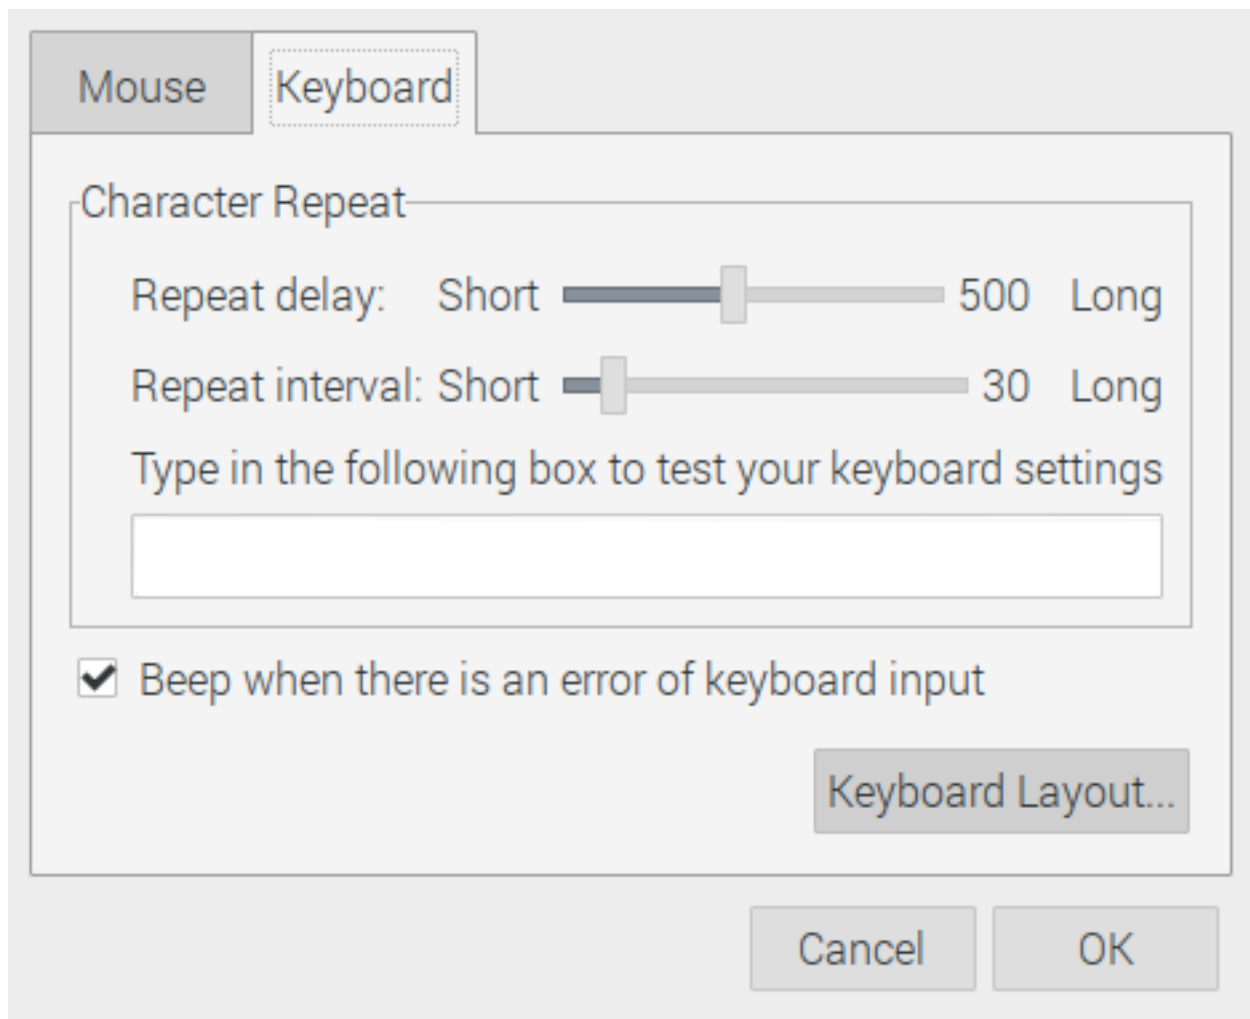 Mouse Keyboard
Character Repeat
Repeat delay: Short 500 Long
Repeat interval: Short 30 Long
Type in the following box to test your keyboard settings
Beep when there is an error of keyboard input
Keyboard Layout...
Cancel OK